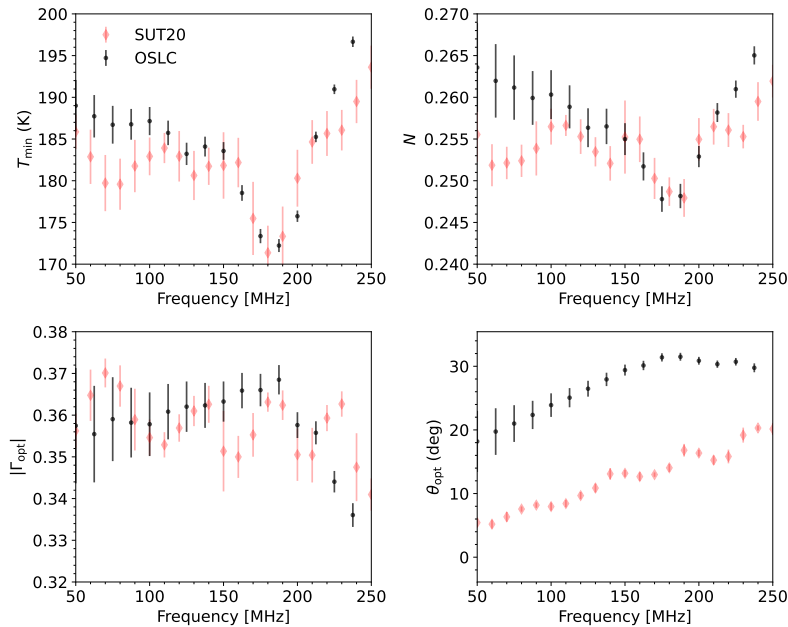 200
195
190
185
180
175
170
T_min (K)
SUT20
OSLC
50 100 150 200 250
Frequency [MHz]
0.270
0.265
0.260
0.255
0.250
0.245
0.240
N
50 100 150 200 250
Frequency [MHz]
0.38
0.37
0.36
0.35
0.34
0.33
0.32
|Γ_opt|
50 100 150 200 250
Frequency [MHz]
30
20
10
0
θ_opt (deg)
50 100 150 200 250
Frequency [MHz]